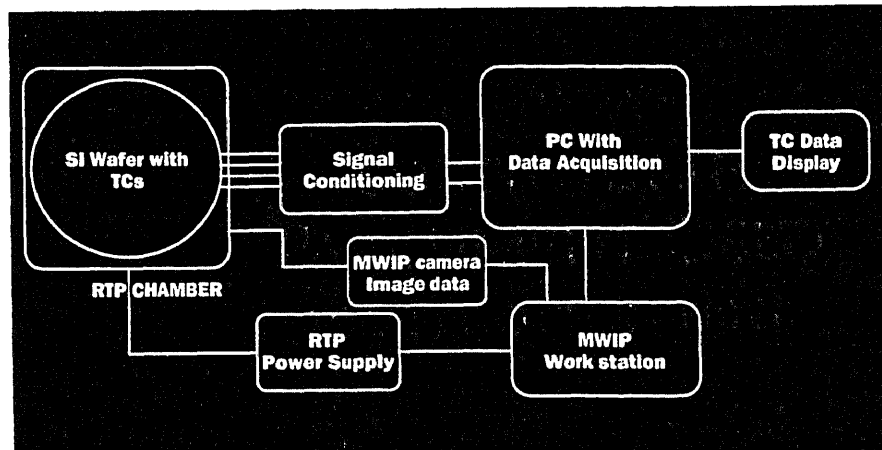 SI Wafer with
TCs
Signal
Conditioning
PC With
Data Acquisition
TC Data
Display
MWIP camera
Image data
RTP CHAMBER
RTP
Power Supply
MWIP
Work station